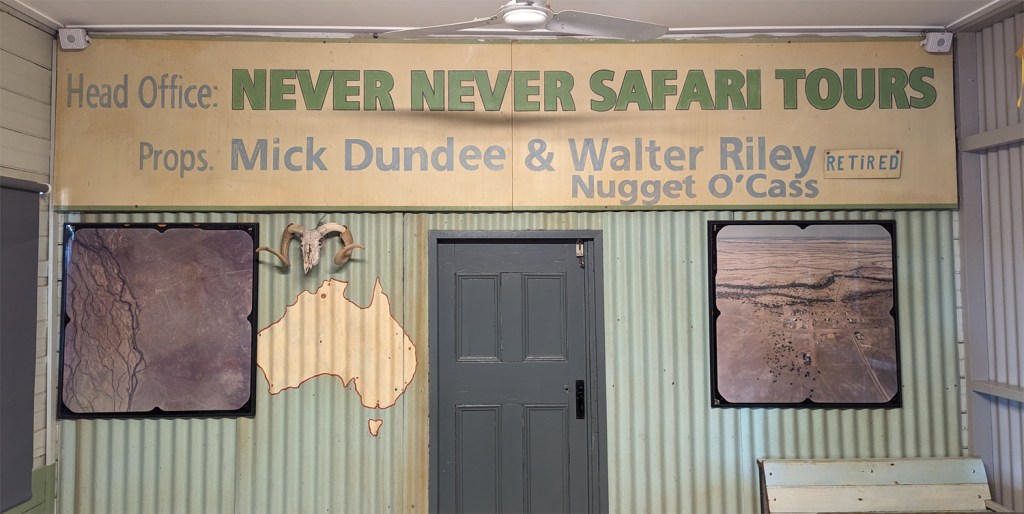 Head Office: NEVER NEVER SAFARI TOURS
Props. Mick Dundee & Walter Riley RETiRED
Nugget O'Cass